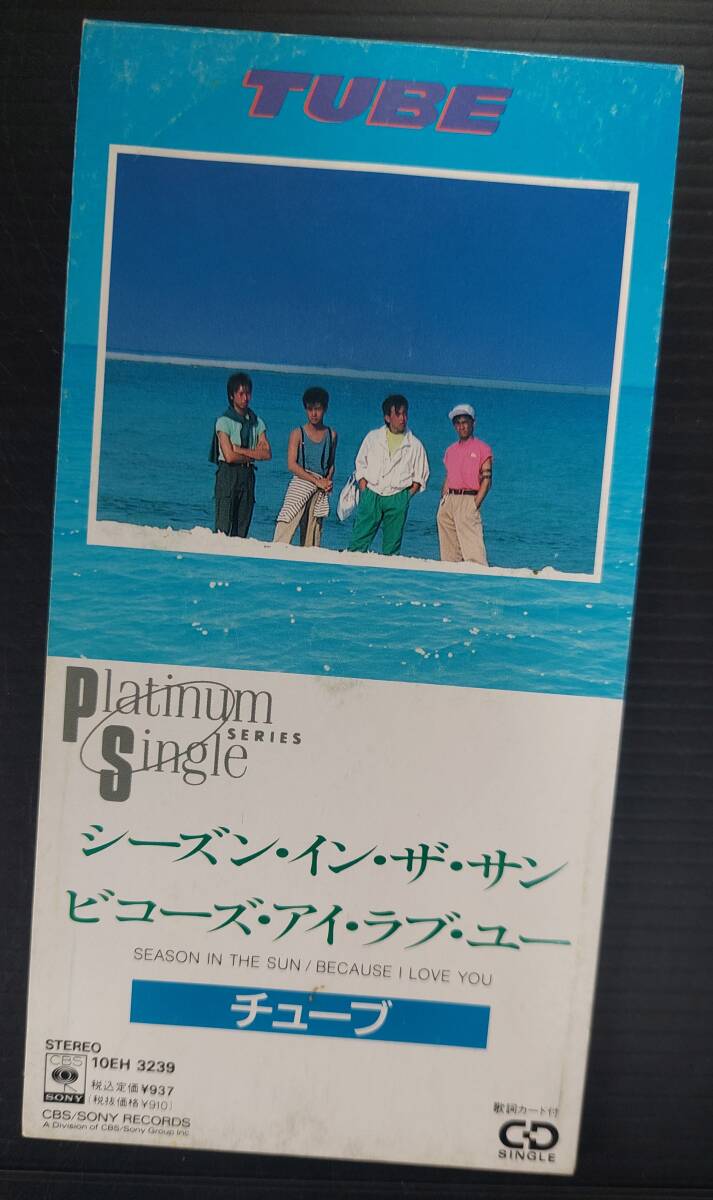 TUBE
Platinum
Single SERIES
シーズン・イン・ザ・サン
ビコーズ・アイ・ラブ・ユー
SEASON IN THE SUN / BECAUSE I LOVE YOU
チューブ
STEREO
CBS
SONY
10EH 3239
税込定価¥937
(税抜価格¥910)
CBS/SONY RECORDS
A Division of CBS/Sony Group Inc.
歌詞カード付
CD
SINGLE